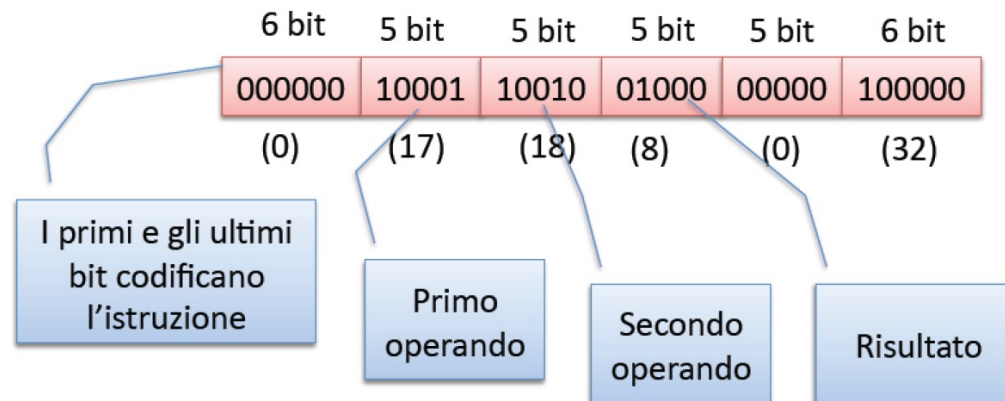 6 bit 5 bit 5 bit 5 bit 5 bit 6 bit
000000 10001 10010 01000 00000 100000
(0) (17) (18) (8) (0) (32)
I primi e gli ultimi
bit codificano
l’istruzione
Primo
operando
Secondo
operando
Risultato